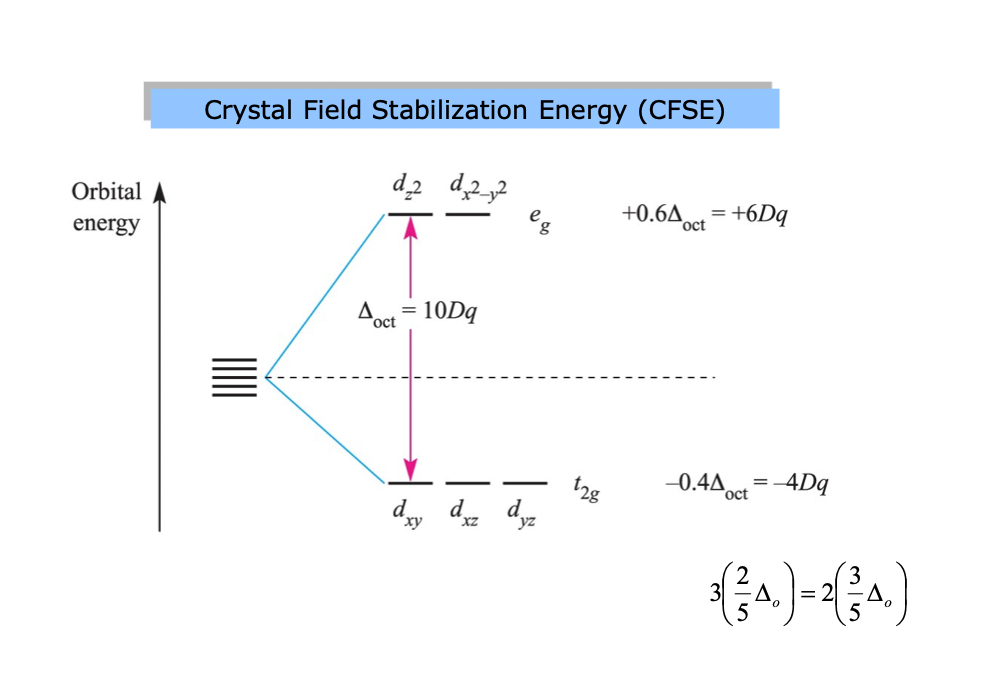 Crystal Field Stabilization Energy (CFSE)
Orbital
energy
d_z2 d_x2–y2
e_g
+0.6Δ_oct = +6Dq
Δ_oct = 10Dq
t_2g
–0.4Δ_oct = –4Dq
d_xy d_xz d_yz
3(2/5 Δ_o) = 2(3/5 Δ_o)